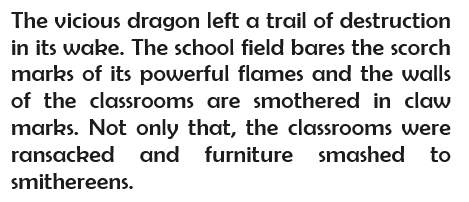 The vicious dragon left a trail of destruction
in its wake. The school field bares the scorch
marks of its powerful flames and the walls
of the classrooms are smothered in claw
marks. Not only that, the classrooms were
ransacked and furniture smashed to
smithereens.